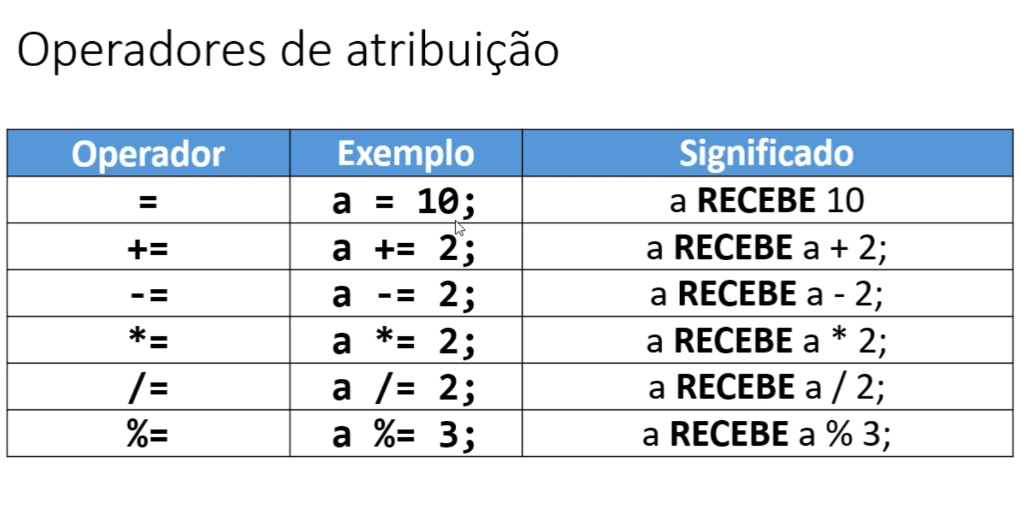 Operadores de atribuição
Operador Exemplo Significado
= a = 10; a RECEBE 10
+= a += 2; a RECEBE a + 2;
-= a -= 2; a RECEBE a - 2;
*= a *= 2; a RECEBE a * 2;
/= a /= 2; a RECEBE a / 2;
%= a %= 3; a RECEBE a % 3;